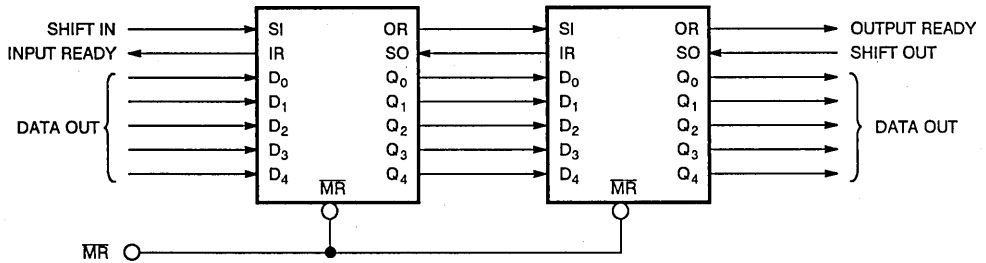 SHIFT IN SI OR SI OR OUTPUT READY
INPUT READY IR SO IR SO SHIFT OUT
D0 Q0 D0 Q0
D1 Q1 D1 Q1
DATA OUT D2 Q2 D2 Q2 DATA OUT
D3 Q3 D3 Q3
D4 Q4 D4 Q4
MR MR
MR